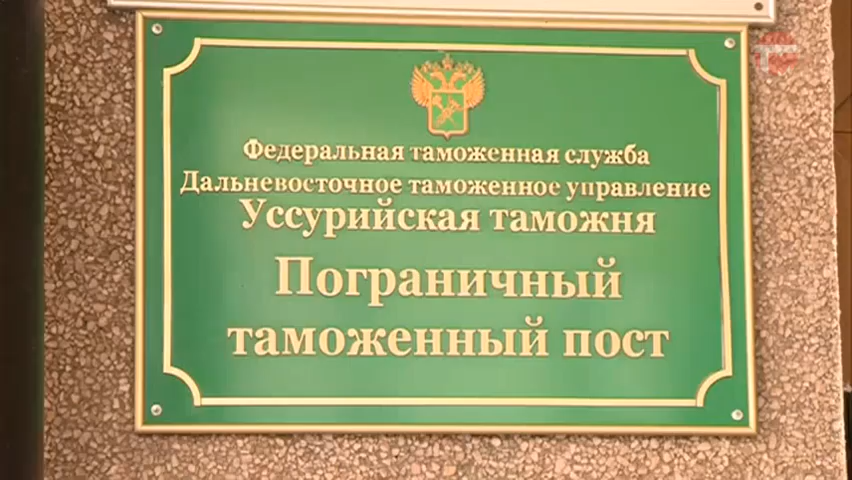 Федеральная таможенная служба
Дальневосточное таможенное управление
Уссурийская таможня
Пограничный
таможенный пост